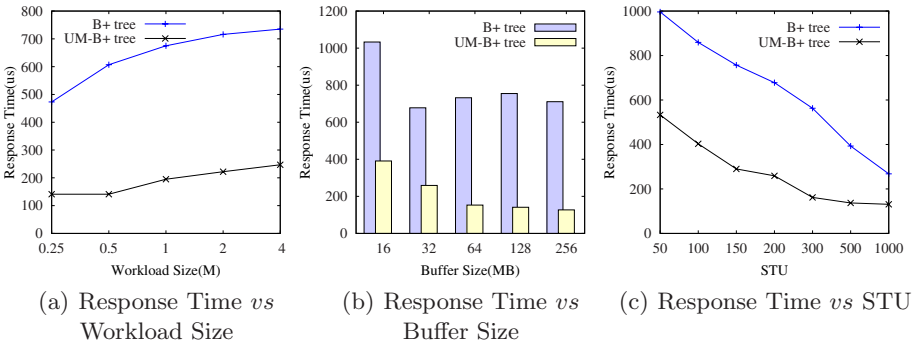 B+ tree
UM-B+ tree
Response Time(us)
800
700
600
500
400
300
200
100
0
0.25 0.5 1 2 4
Workload Size(M)
(a) Response Time vs
Workload Size
B+ tree
UM-B+ tree
Response Time(us)
1200
1000
800
600
400
200
0
16 32 64 128 256
Buffer Size(MB)
(b) Response Time vs
Buffer Size
B+ tree
UM-B+ tree
Response Time(us)
1000
800
600
400
200
0
50 100 150 200 300 500 1000
STU
(c) Response Time vs STU